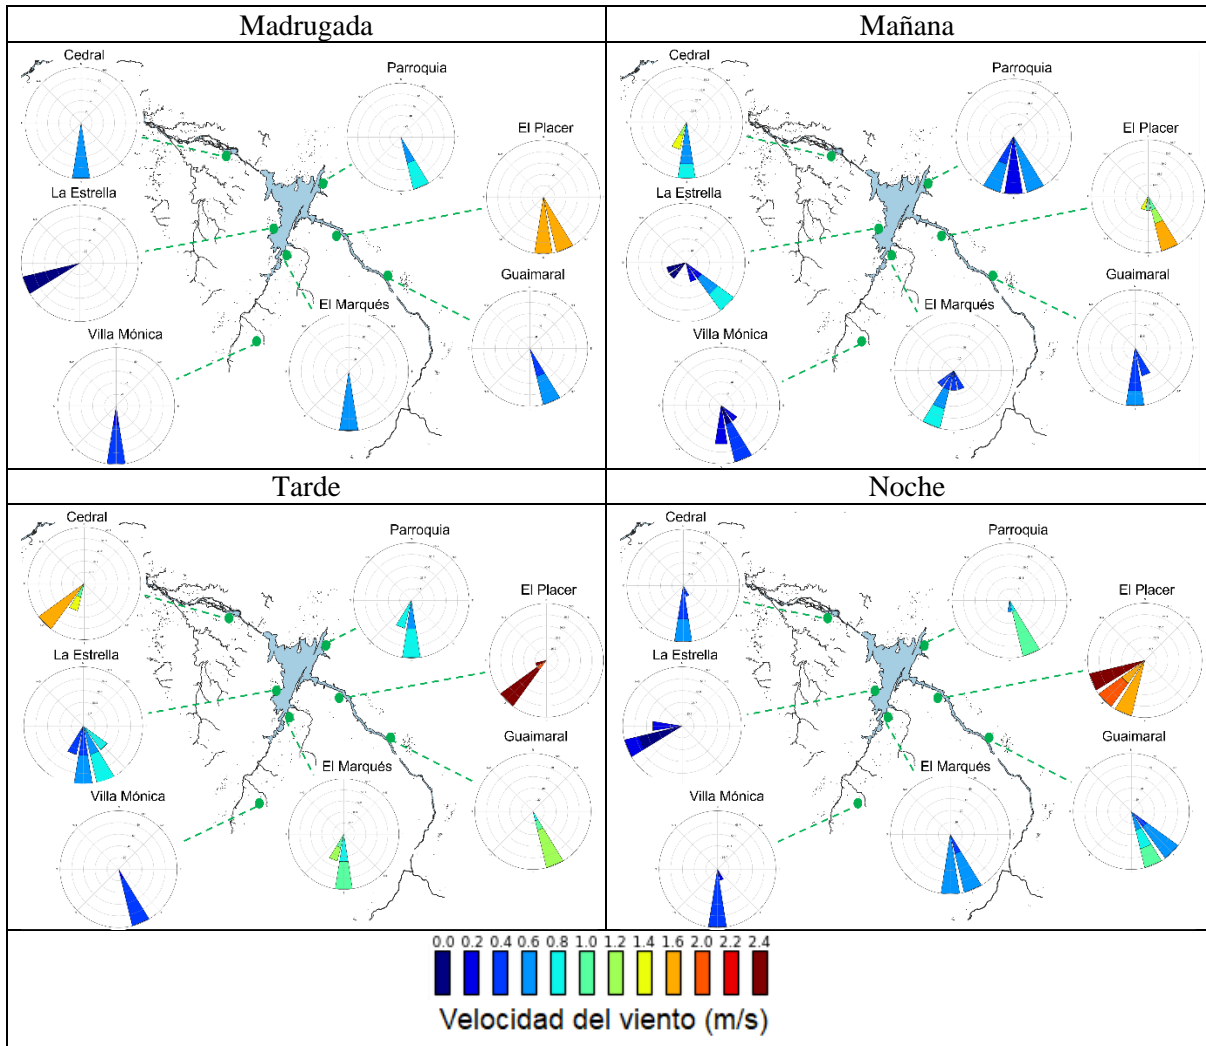 Madrugada
Mañana
Cedral
Parroquia
El Placer
La Estrella
Guaimaral
El Marqués
Villa Mónica
Cedral
Parroquia
El Placer
La Estrella
Guaimaral
El Marqués
Villa Mónica
Tarde
Noche
Cedral
Parroquia
El Placer
La Estrella
Guaimaral
El Marqués
Villa Mónica
Cedral
Parroquia
El Placer
La Estrella
Guaimaral
El Marqués
Villa Mónica
0.0 0.2 0.4 0.6 0.8 1.0 1.2 1.4 1.6 2.0 2.2 2.4
Velocidad del viento (m/s)